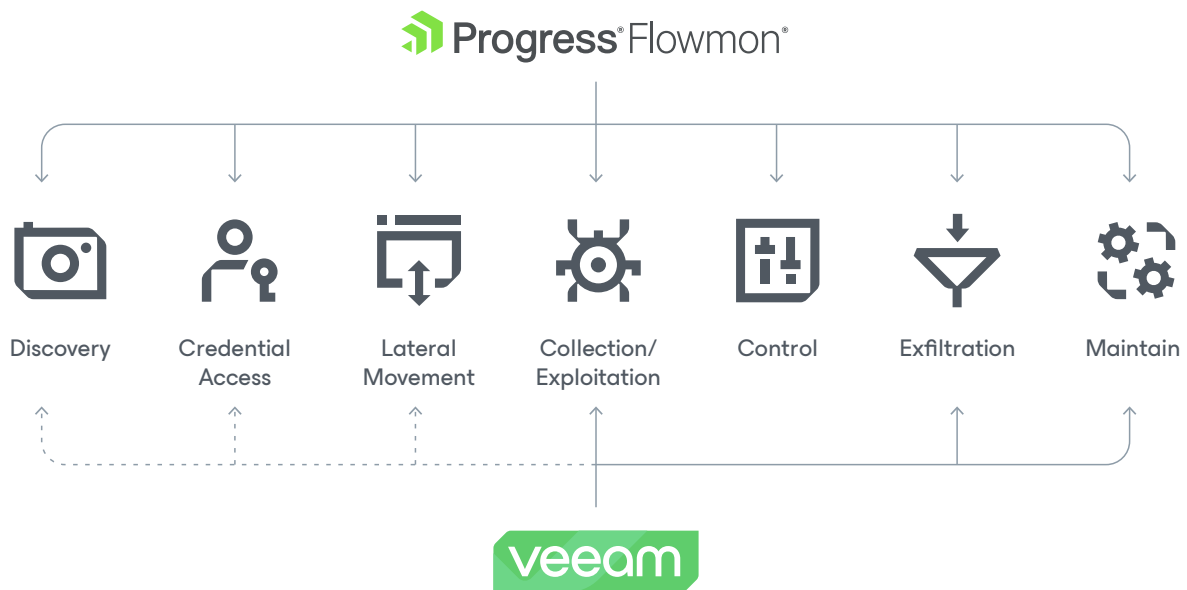 Progress® Flowmon®
Discovery
Credential
Access
Lateral
Movement
Collection/
Exploitation
Control
Exfiltration
Maintain
veeam